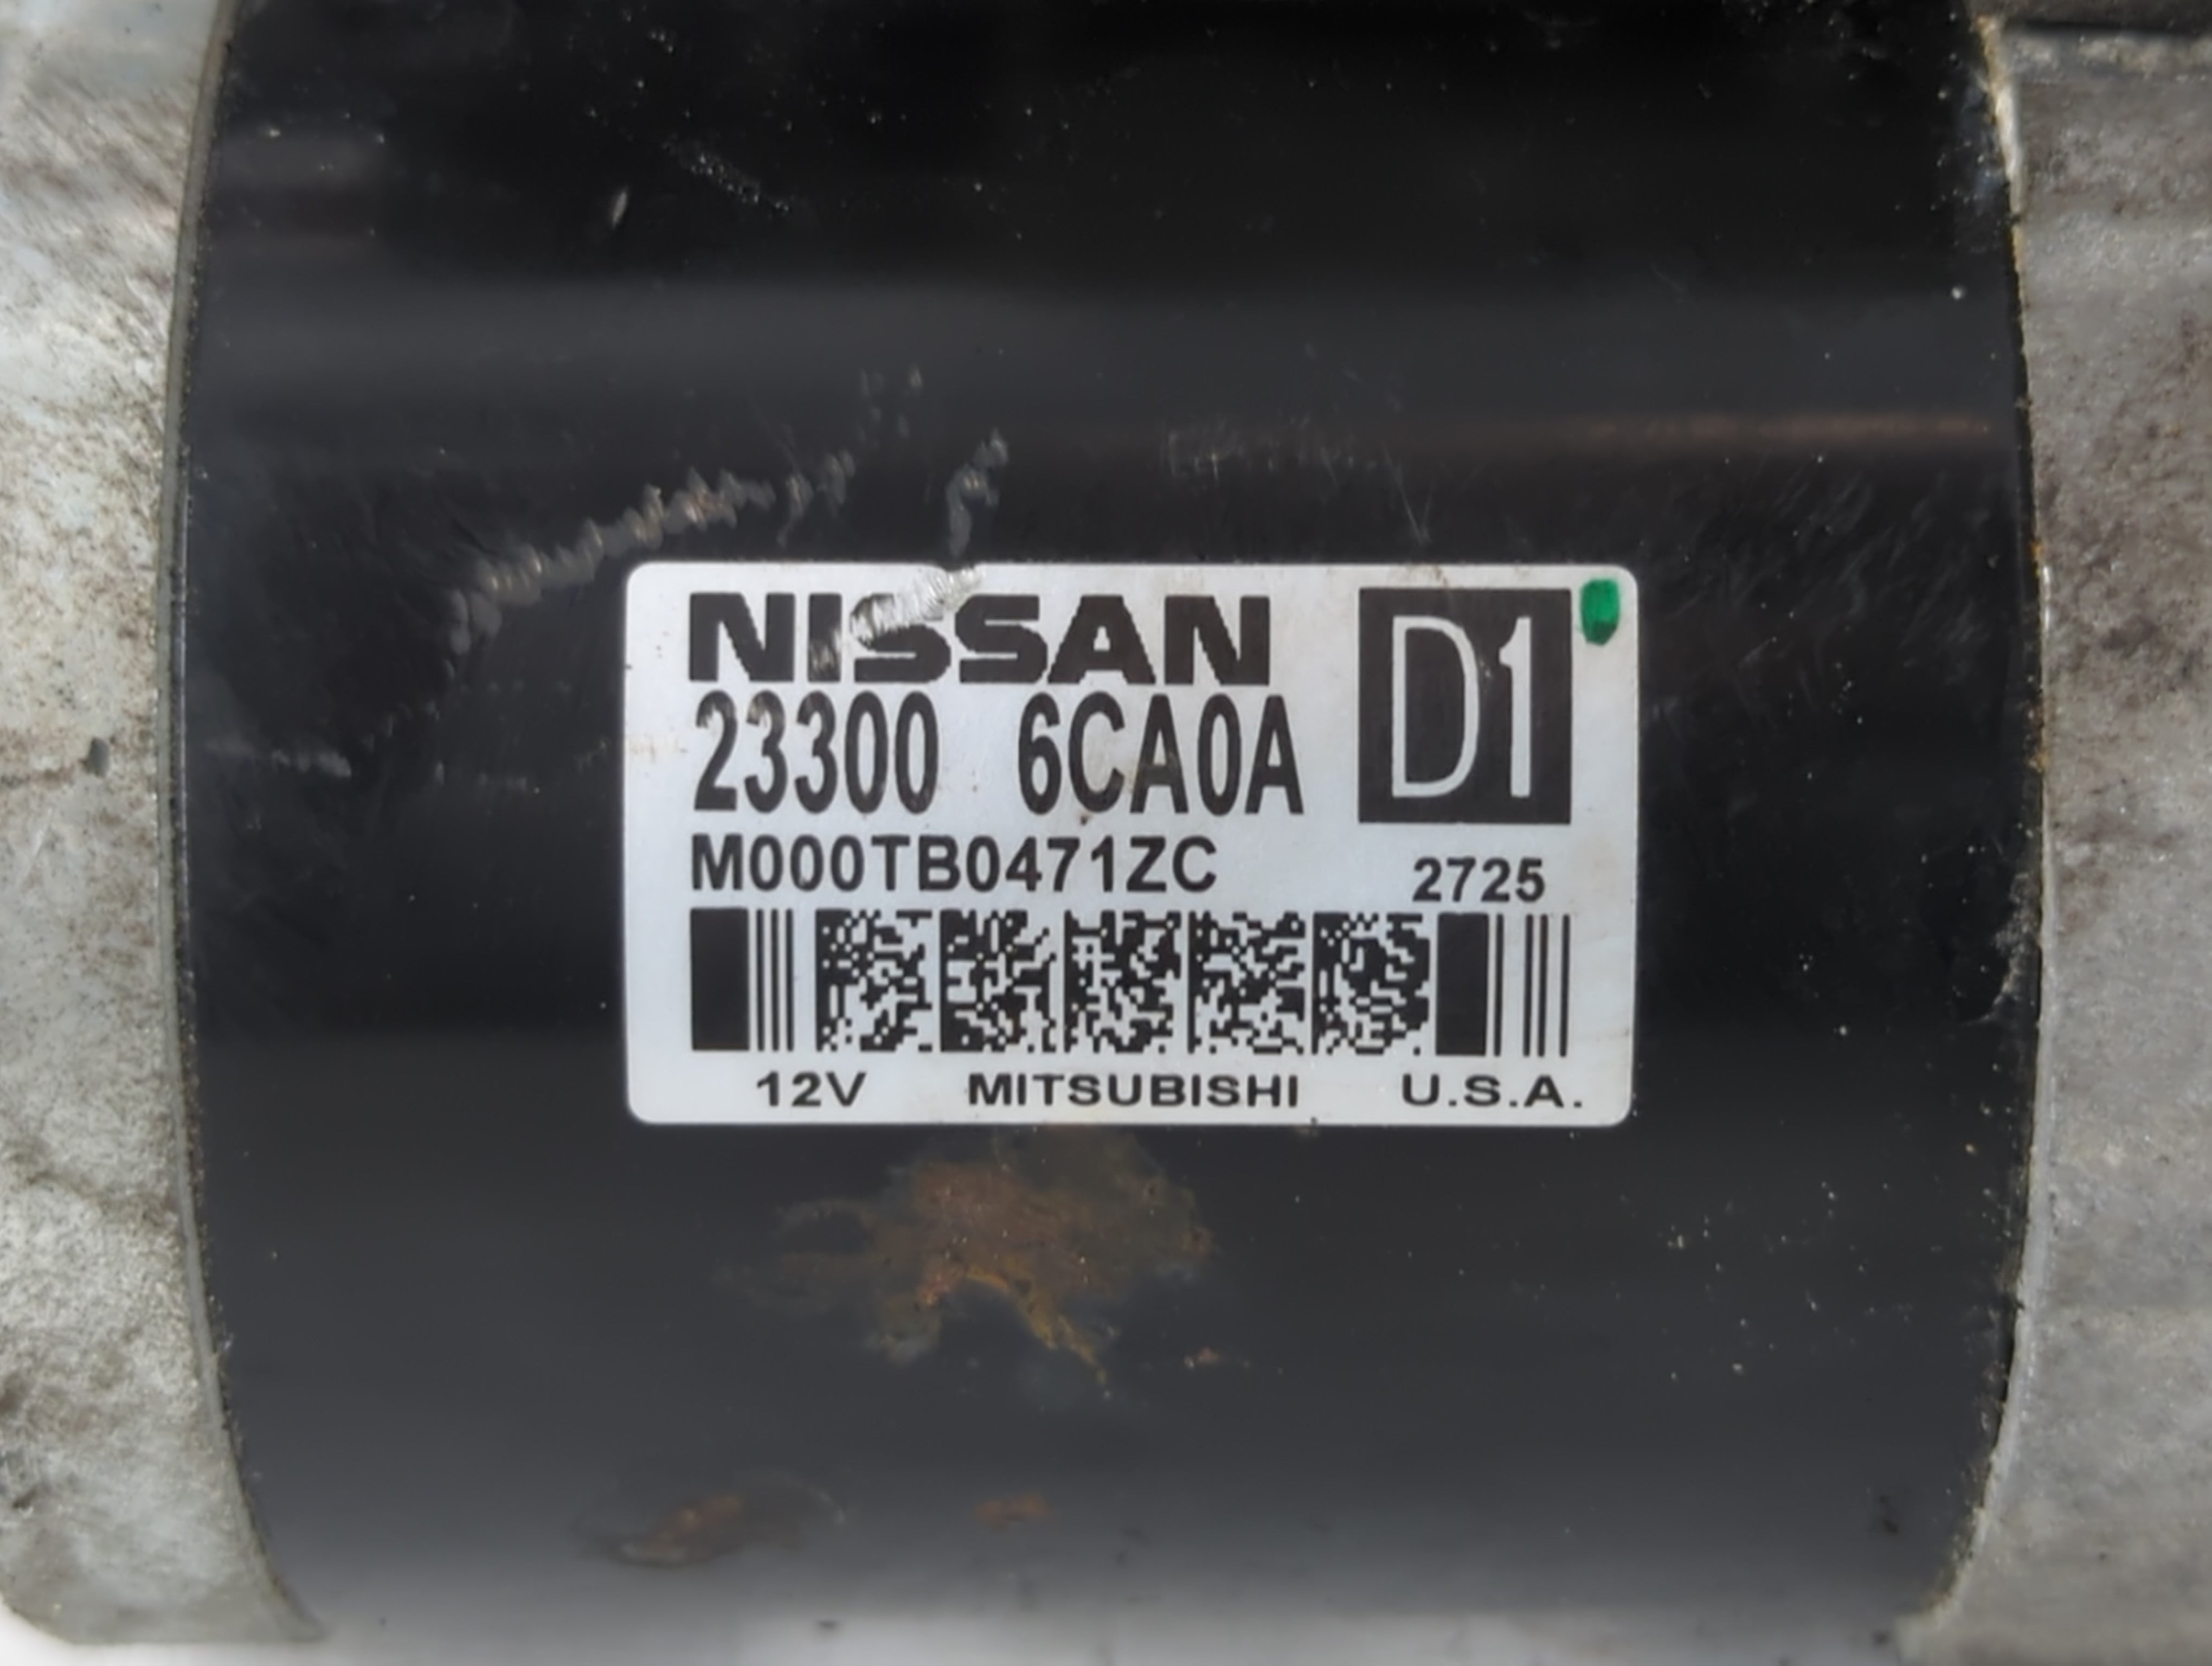 NISSAN
D1
23300 6CA0A
M000TB0471ZC
2725
12V MITSUBISHI U.S.A.